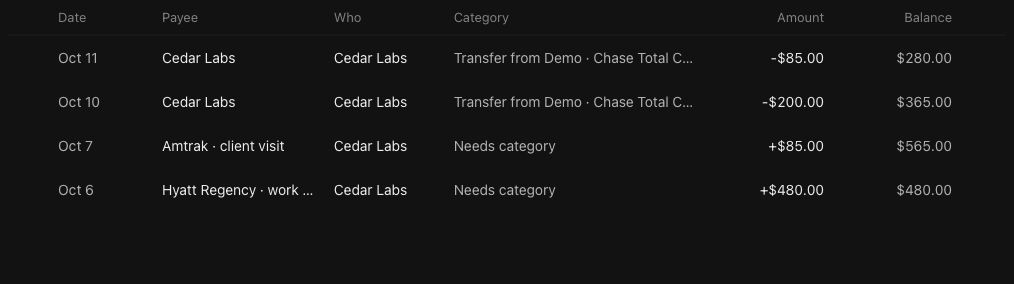 Date Payee Who Category Amount Balance
Oct 11 Cedar Labs Cedar Labs Transfer from Demo · Chase Total C... -$85.00 $280.00
Oct 10 Cedar Labs Cedar Labs Transfer from Demo · Chase Total C... -$200.00 $365.00
Oct 7 Amtrak · client visit Cedar Labs Needs category +$85.00 $565.00
Oct 6 Hyatt Regency · work ... Cedar Labs Needs category +$480.00 $480.00